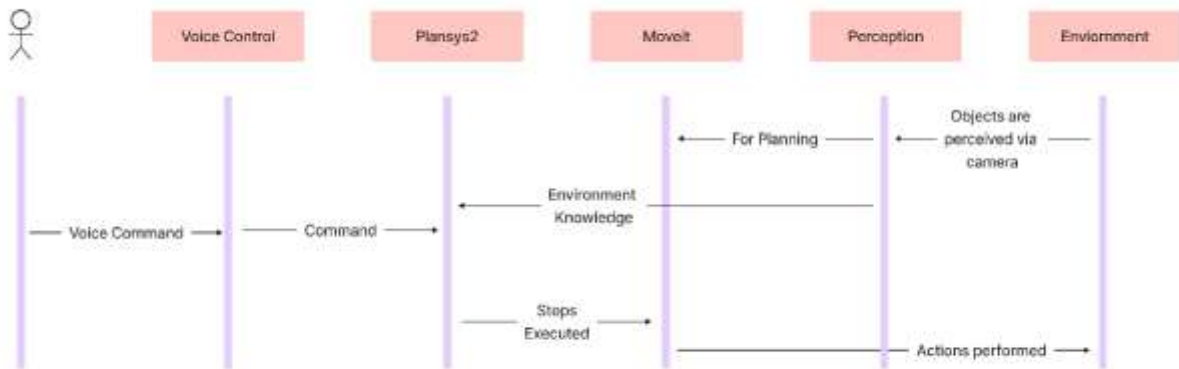 Voice Control
Plansys2
Moveit
Perception
Enviornment
Objects are
perceived via
camera
For Planning
Environment
Knowledge
Voice Command
Command
Steps
Executed
Actions performed